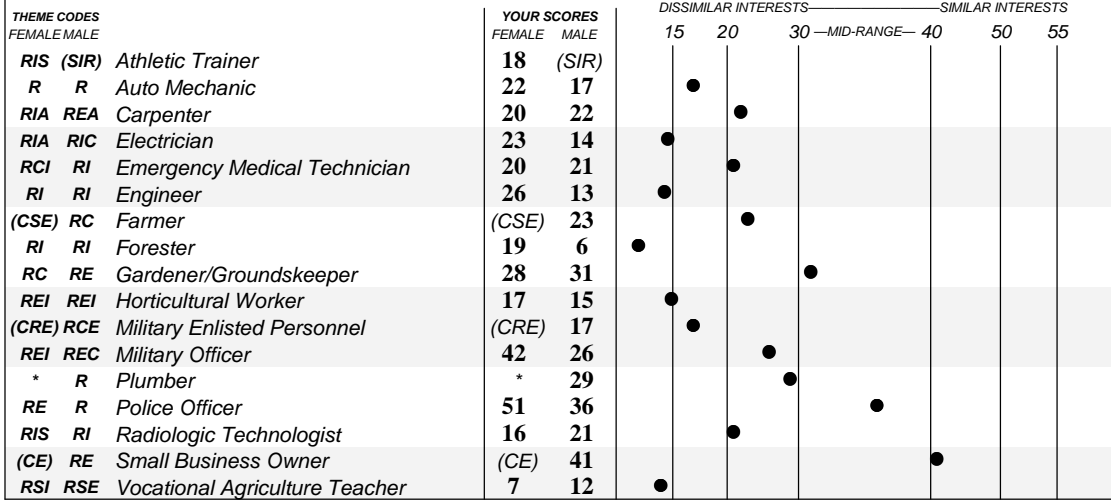 DISSIMILAR INTERESTS SIMILAR INTERESTS
THEME CODES YOUR SCORES
FEMALE MALE FEMALE MALE 15 20 30 —MID-RANGE— 40 50 55
RIS (SIR) Athletic Trainer 18 (SIR)
R R Auto Mechanic 22 17
RIA REA Carpenter 20 22
RIA RIC Electrician 23 14
RCI RI Emergency Medical Technician 20 21
RI RI Engineer 26 13
(CSE) RC Farmer (CSE) 23
RI RI Forester 19 6
RC RE Gardener/Groundskeeper 28 31
REI REI Horticultural Worker 17 15
(CRE) RCE Military Enlisted Personnel (CRE) 17
REI REC Military Officer 42 26
* R Plumber * 29
RE R Police Officer 51 36
RIS RI Radiologic Technologist 16 21
(CE) RE Small Business Owner (CE) 41
RSI RSE Vocational Agriculture Teacher 7 12